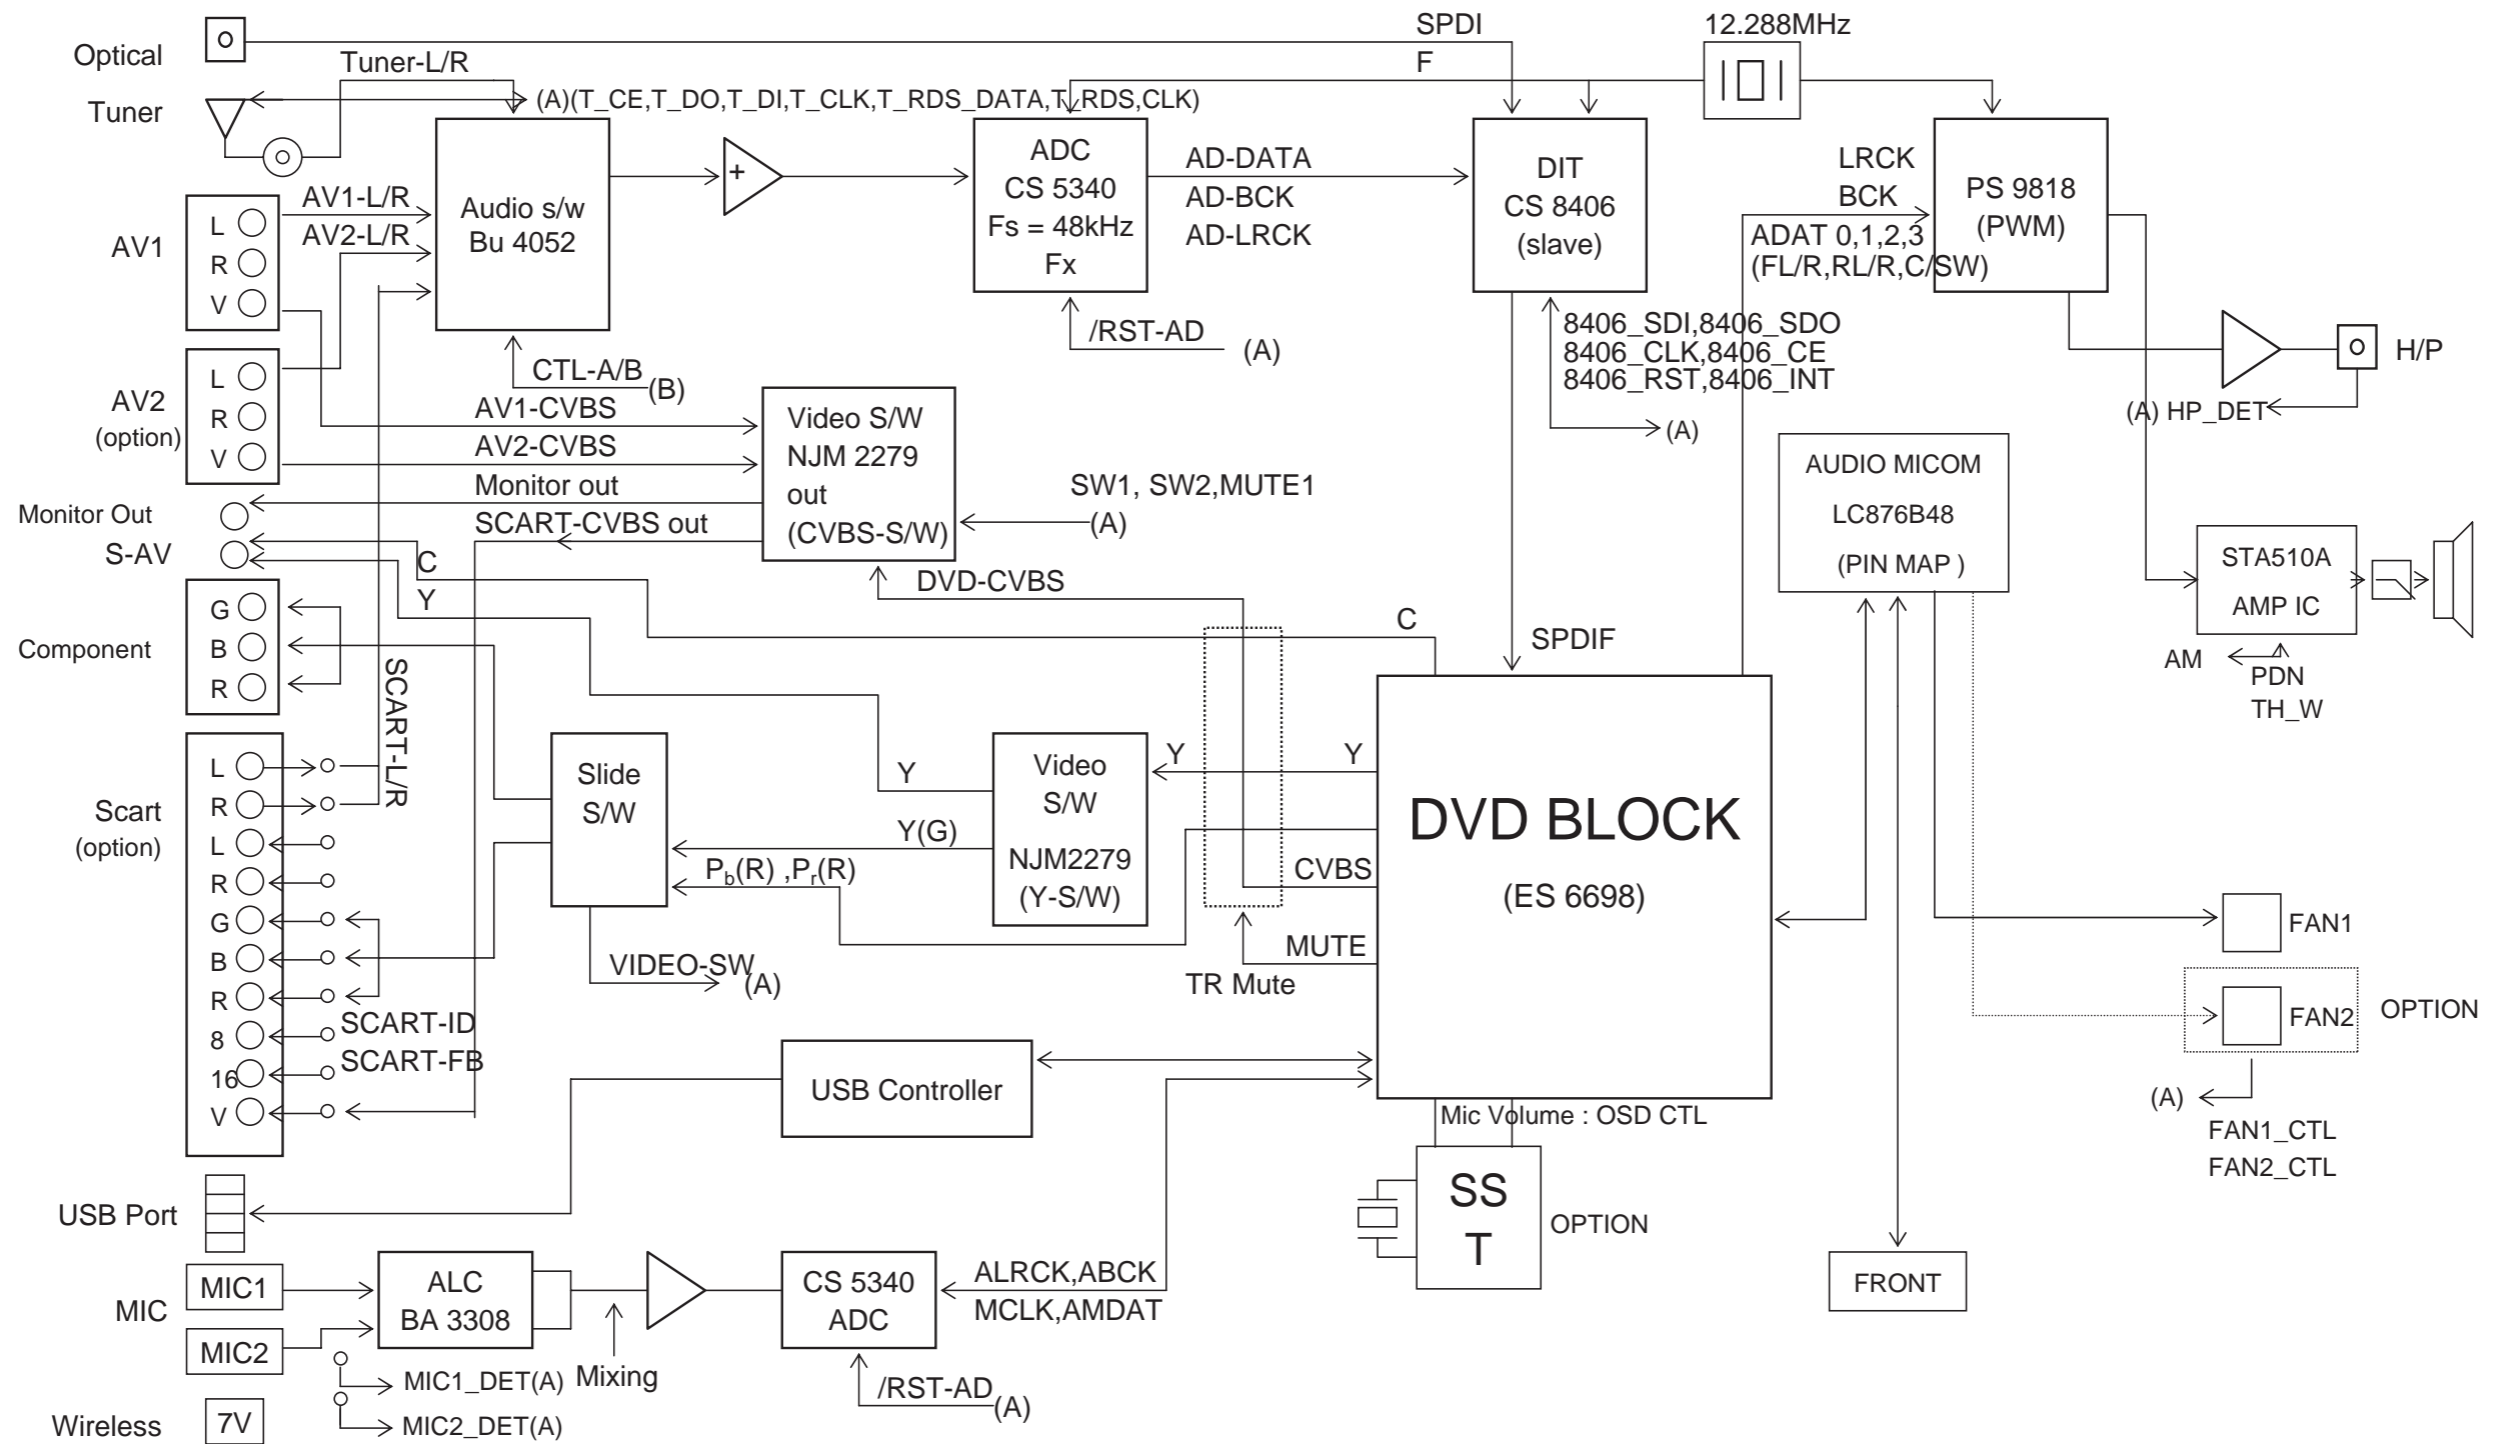 SPDI
12.288MHz
Optical
Tuner-L/R
F
Tuner
(A)(T_CE,T_DO,T_DI,T_CLK,T_RDS_DATA,T_RDS,CLK)
Audio s/w
Bu 4052
+
ADC
CS 5340
Fs = 48kHz
Fx
AD-DATA
AD-BCK
AD-LRCK
DIT
CS 8406
(slave)
LRCK
BCK
ADAT 0,1,2,3
(FL/R,RL/R,C/SW)
PS 9818
(PWM)
AV1
L
R
V
AV1-L/R
AV2-L/R
/RST-AD
(A)
8406_SDI,8406_SDO
8406_CLK,8406_CE
8406_RST,8406_INT
(A)
H/P
(A) HP_DET
AV2
(option)
L
R
V
CTL-A/B
(B)
AV1-CVBS
AV2-CVBS
Monitor out
SCART-CVBS out
Video S/W
NJM 2279
out
(CVBS-S/W)
SW1, SW2,MUTE1
(A)
AUDIO MICOM
LC876B48
(PIN MAP )
Monitor Out
S-AV
C
Y
DVD-CVBS
C
SPDIF
STA510A
AMP IC
AM
PDN
TH_W
Component
G
B
R
SCART-L/R
Scart
(option)
L
R
L
R
G
B
R
8
16
V
SCART-ID
SCART-FB
Slide
S/W
Y
Y(G)
Pb(R) ,Pr(R)
Video
S/W
NJM2279
(Y-S/W)
Y
Y
CVBS
MUTE
TR Mute
DVD BLOCK
(ES 6698)
VIDEO-SW
(A)
FAN1
FAN2
OPTION
(A)
FAN1_CTL
FAN2_CTL
USB Controller
Mic Volume : OSD CTL
SS
T
OPTION
FRONT
USB Port
MIC
MIC1
MIC2
ALC
BA 3308
Mixing
CS 5340
ADC
ALRCK,ABCK
MCLK,AMDAT
/RST-AD
(A)
MIC1_DET(A)
MIC2_DET(A)
Wireless
7V